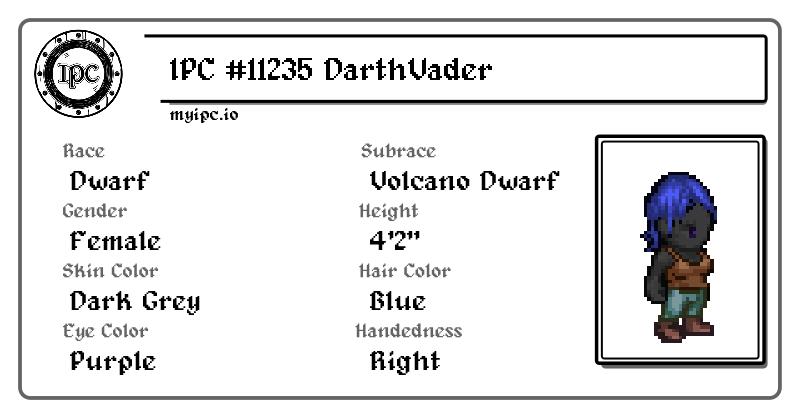 IPC
IPC #11235 DarthVader
myipc.io
Race
Dwarf
Subrace
Volcano Dwarf
Gender
Female
Height
4'2"
Skin Color
Dark Grey
Hair Color
Blue
Eye Color
Purple
Handedness
Right